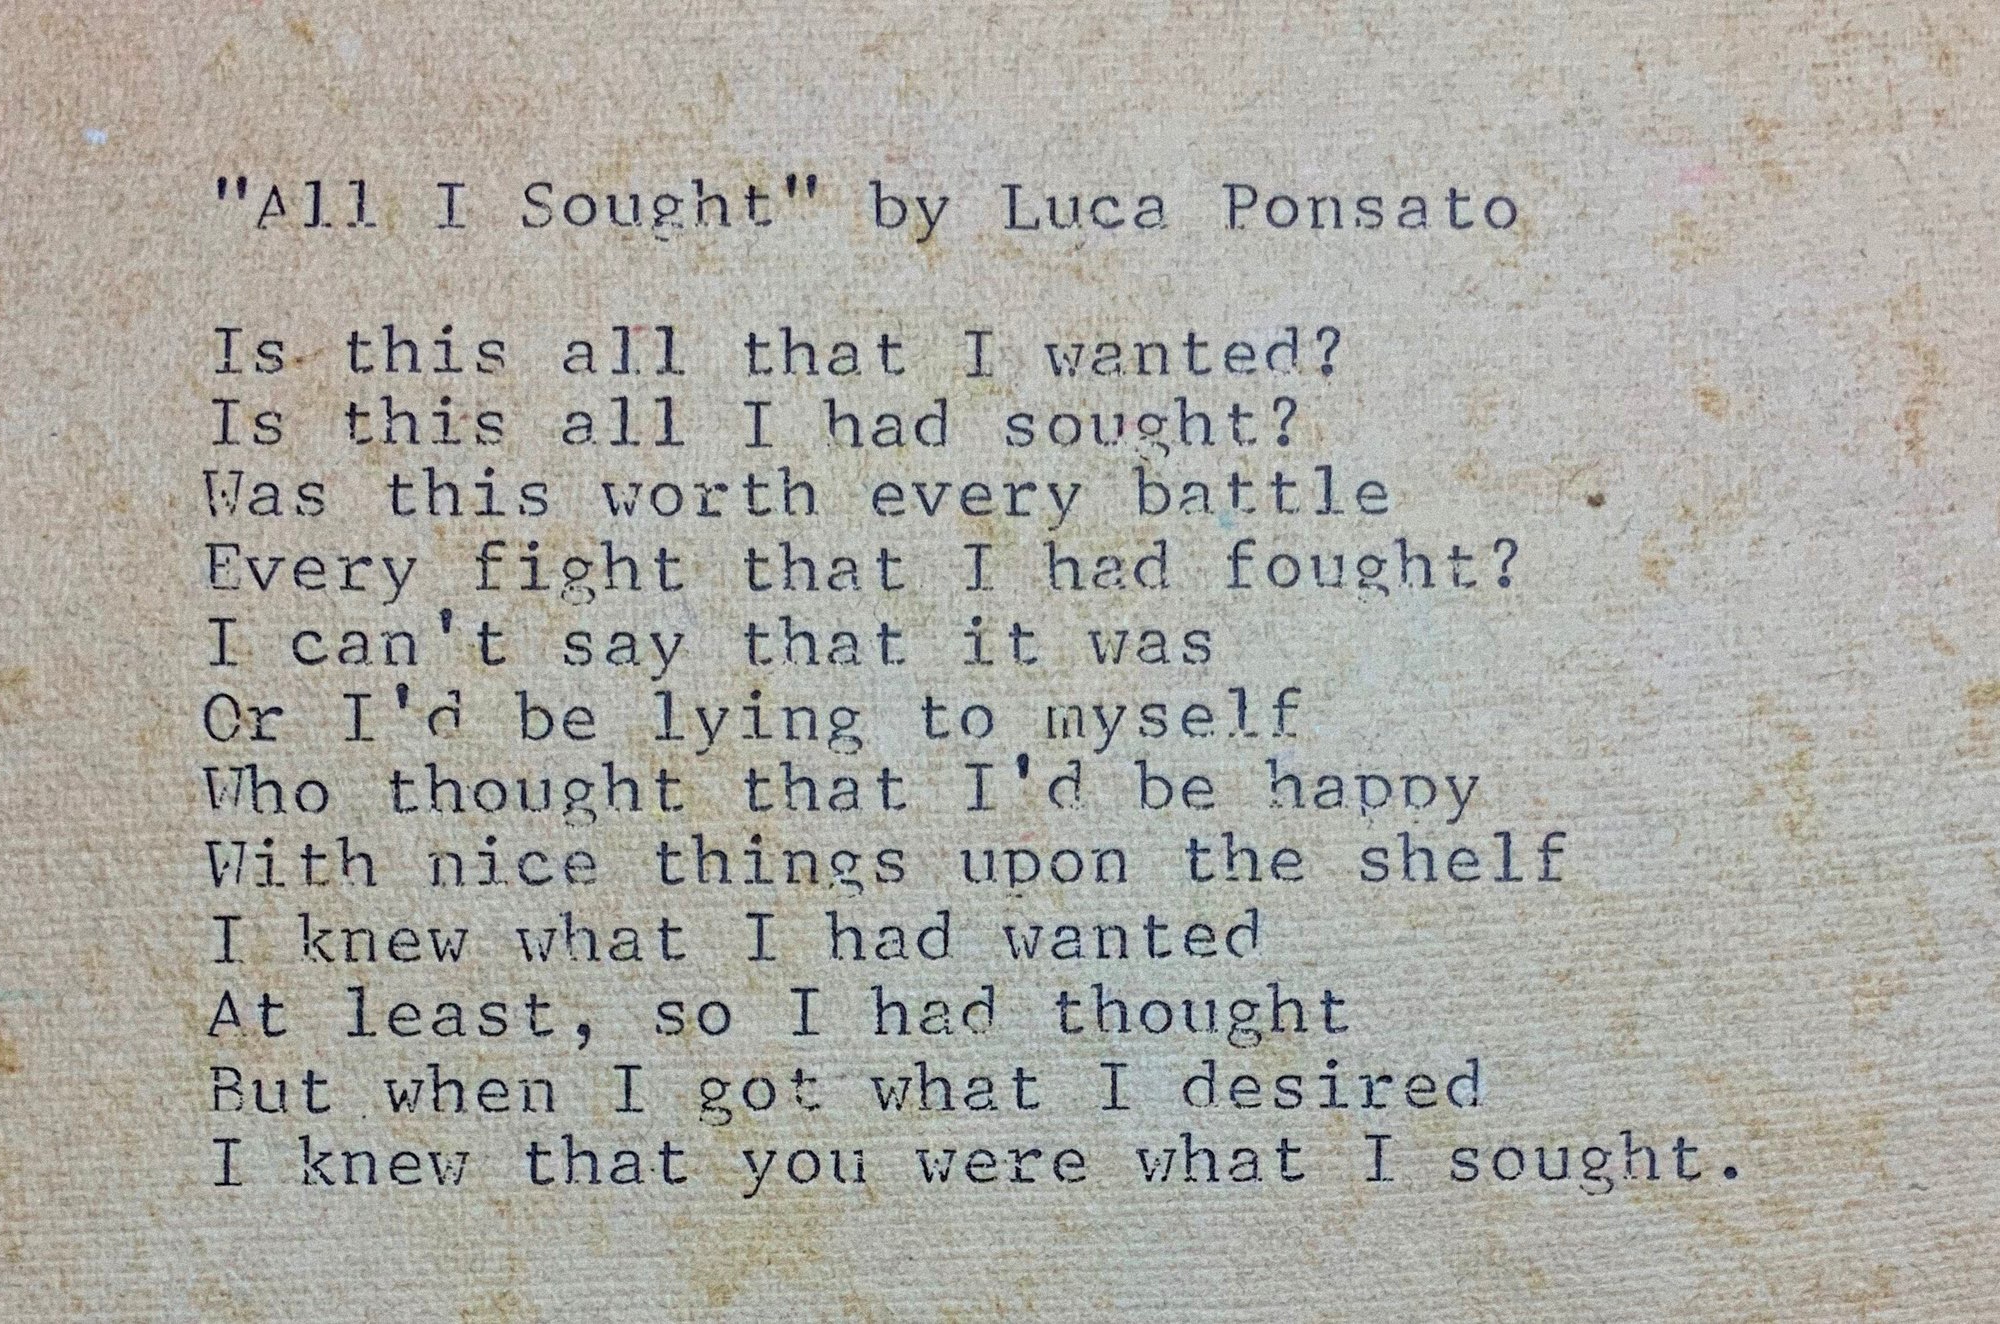 "All I Sought" by Luca Ponsato
Is this all that I wanted?
Is this all I had sought?
Was this worth every battle
Every fight that I had fought?
I can't say that it was
Or I'd be lying to myself
Who thought that I'd be happy
With nice things upon the shelf
I knew what I had wanted
At least, so I had thought
But when I got what I desired
I knew that you were what I sought.